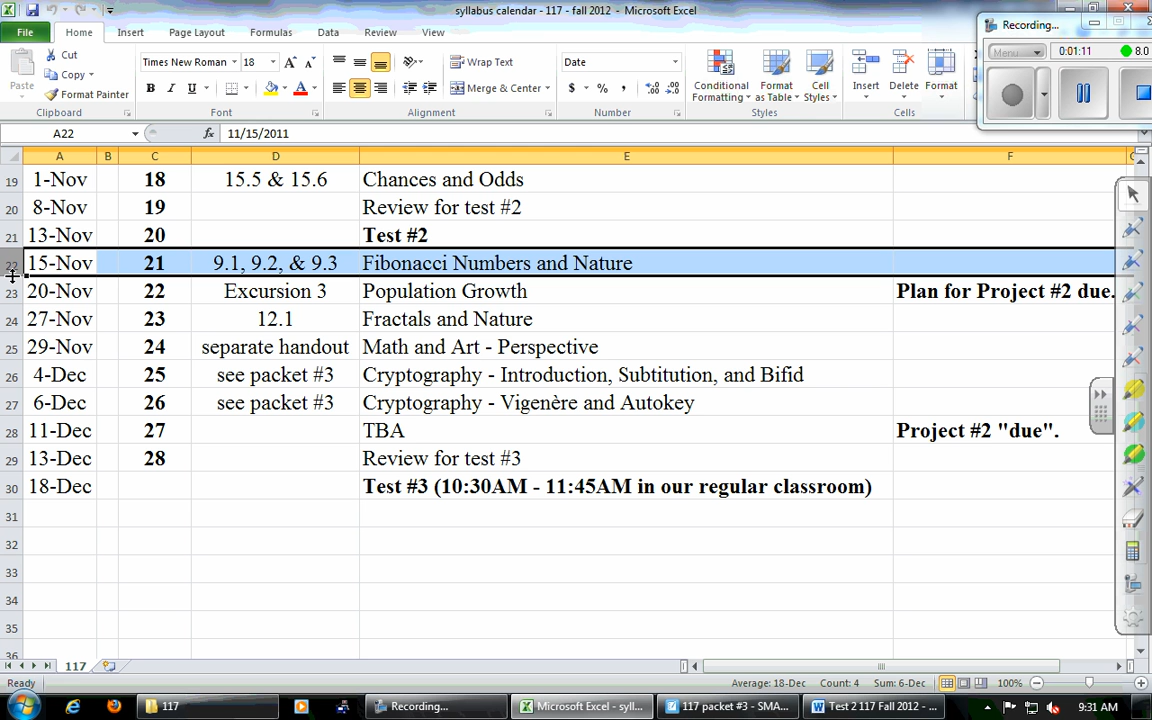 syllabus calendar - 117 - fall 2012 - Microsoft Excel
Recording...
File Home Insert Page Layout Formulas Data Review View
Menu 0:01:11 8.0
Cut
Copy
Format Painter
Paste
Times New Roman 18
B I U
Wrap Text
Merge & Center
Date
$ % ,
Conditional Formatting
Format as Table
Cell Styles
Insert Delete Format
Clipboard Font Alignment Number Styles Cells
A22 fx 11/15/2011
A B C D E F
19 1-Nov 18 15.5 & 15.6 Chances and Odds
20 8-Nov 19 Review for test #2
21 13-Nov 20 Test #2
22 15-Nov 21 9.1, 9.2, & 9.3 Fibonacci Numbers and Nature
23 20-Nov 22 Excursion 3 Population Growth Plan for Project #2 due.
24 27-Nov 23 12.1 Fractals and Nature
25 29-Nov 24 separate handout Math and Art - Perspective
26 4-Dec 25 see packet #3 Cryptography - Introduction, Subtitution, and Bifid
27 6-Dec 26 see packet #3 Cryptography - Vigenère and Autokey
28 11-Dec 27 TBA Project #2 "due".
29 13-Dec 28 Review for test #3
30 18-Dec Test #3 (10:30AM - 11:45AM in our regular classroom)
31
32
33
34
35
36
117
Ready Average: 18-Dec Count: 4 Sum: 6-Dec 100%
117 Recording... Microsoft Excel - syll... 117 packet #3 - SMA... Test 2 117 Fall 2012 - ... 9:31 AM